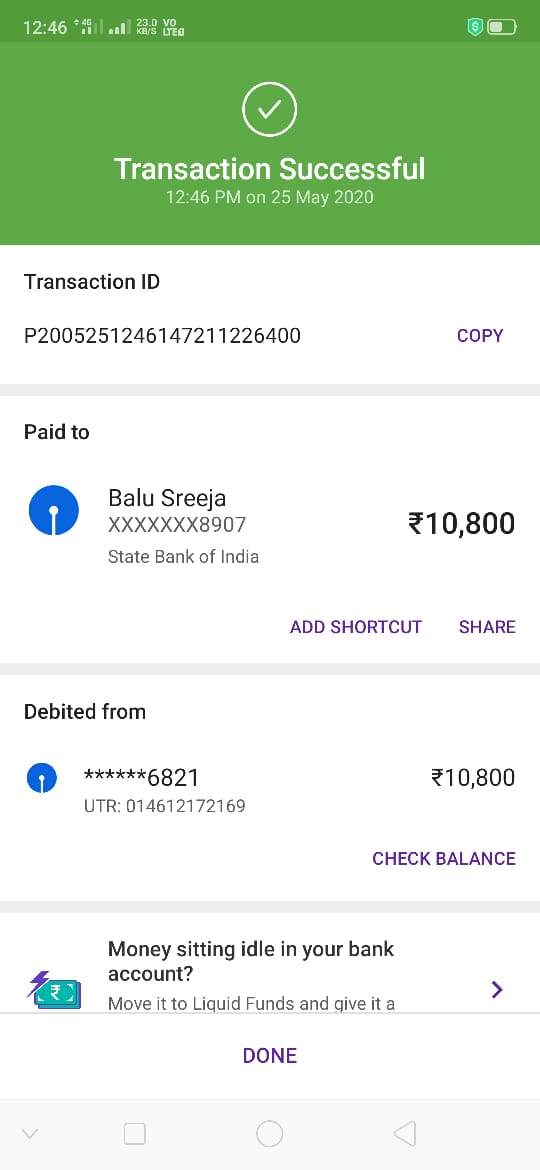 12:46 4G 23.0 KB/S VO LTE
Transaction Successful
12:46 PM on 25 May 2020
Transaction ID
P2005251246147211226400 COPY
Paid to
Balu Sreeja
XXXXXXX8907
₹10,800
State Bank of India
ADD SHORTCUT SHARE
Debited from
******6821 ₹10,800
UTR: 014612172169
CHECK BALANCE
Money sitting idle in your bank
account?
Move it to Liquid Funds and give it a
DONE